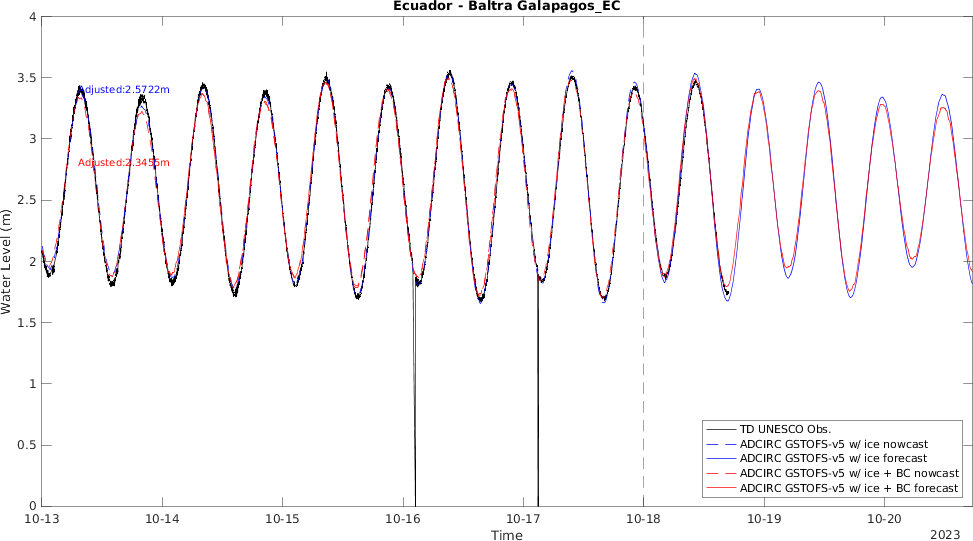 Ecuador - Baltra Galapagos_EC
4
3.5
3
2.5
2
1.5
1
0.5
0
Water Level (m)
Adjusted:2.5722m
Adjusted:2.3455m
TD UNESCO Obs.
ADCIRC GSTOFS-v5 w/ ice nowcast
ADCIRC GSTOFS-v5 w/ ice forecast
ADCIRC GSTOFS-v5 w/ ice + BC nowcast
ADCIRC GSTOFS-v5 w/ ice + BC forecast
10-13 10-14 10-15 10-16 10-17 10-18 10-19 10-20
Time
2023